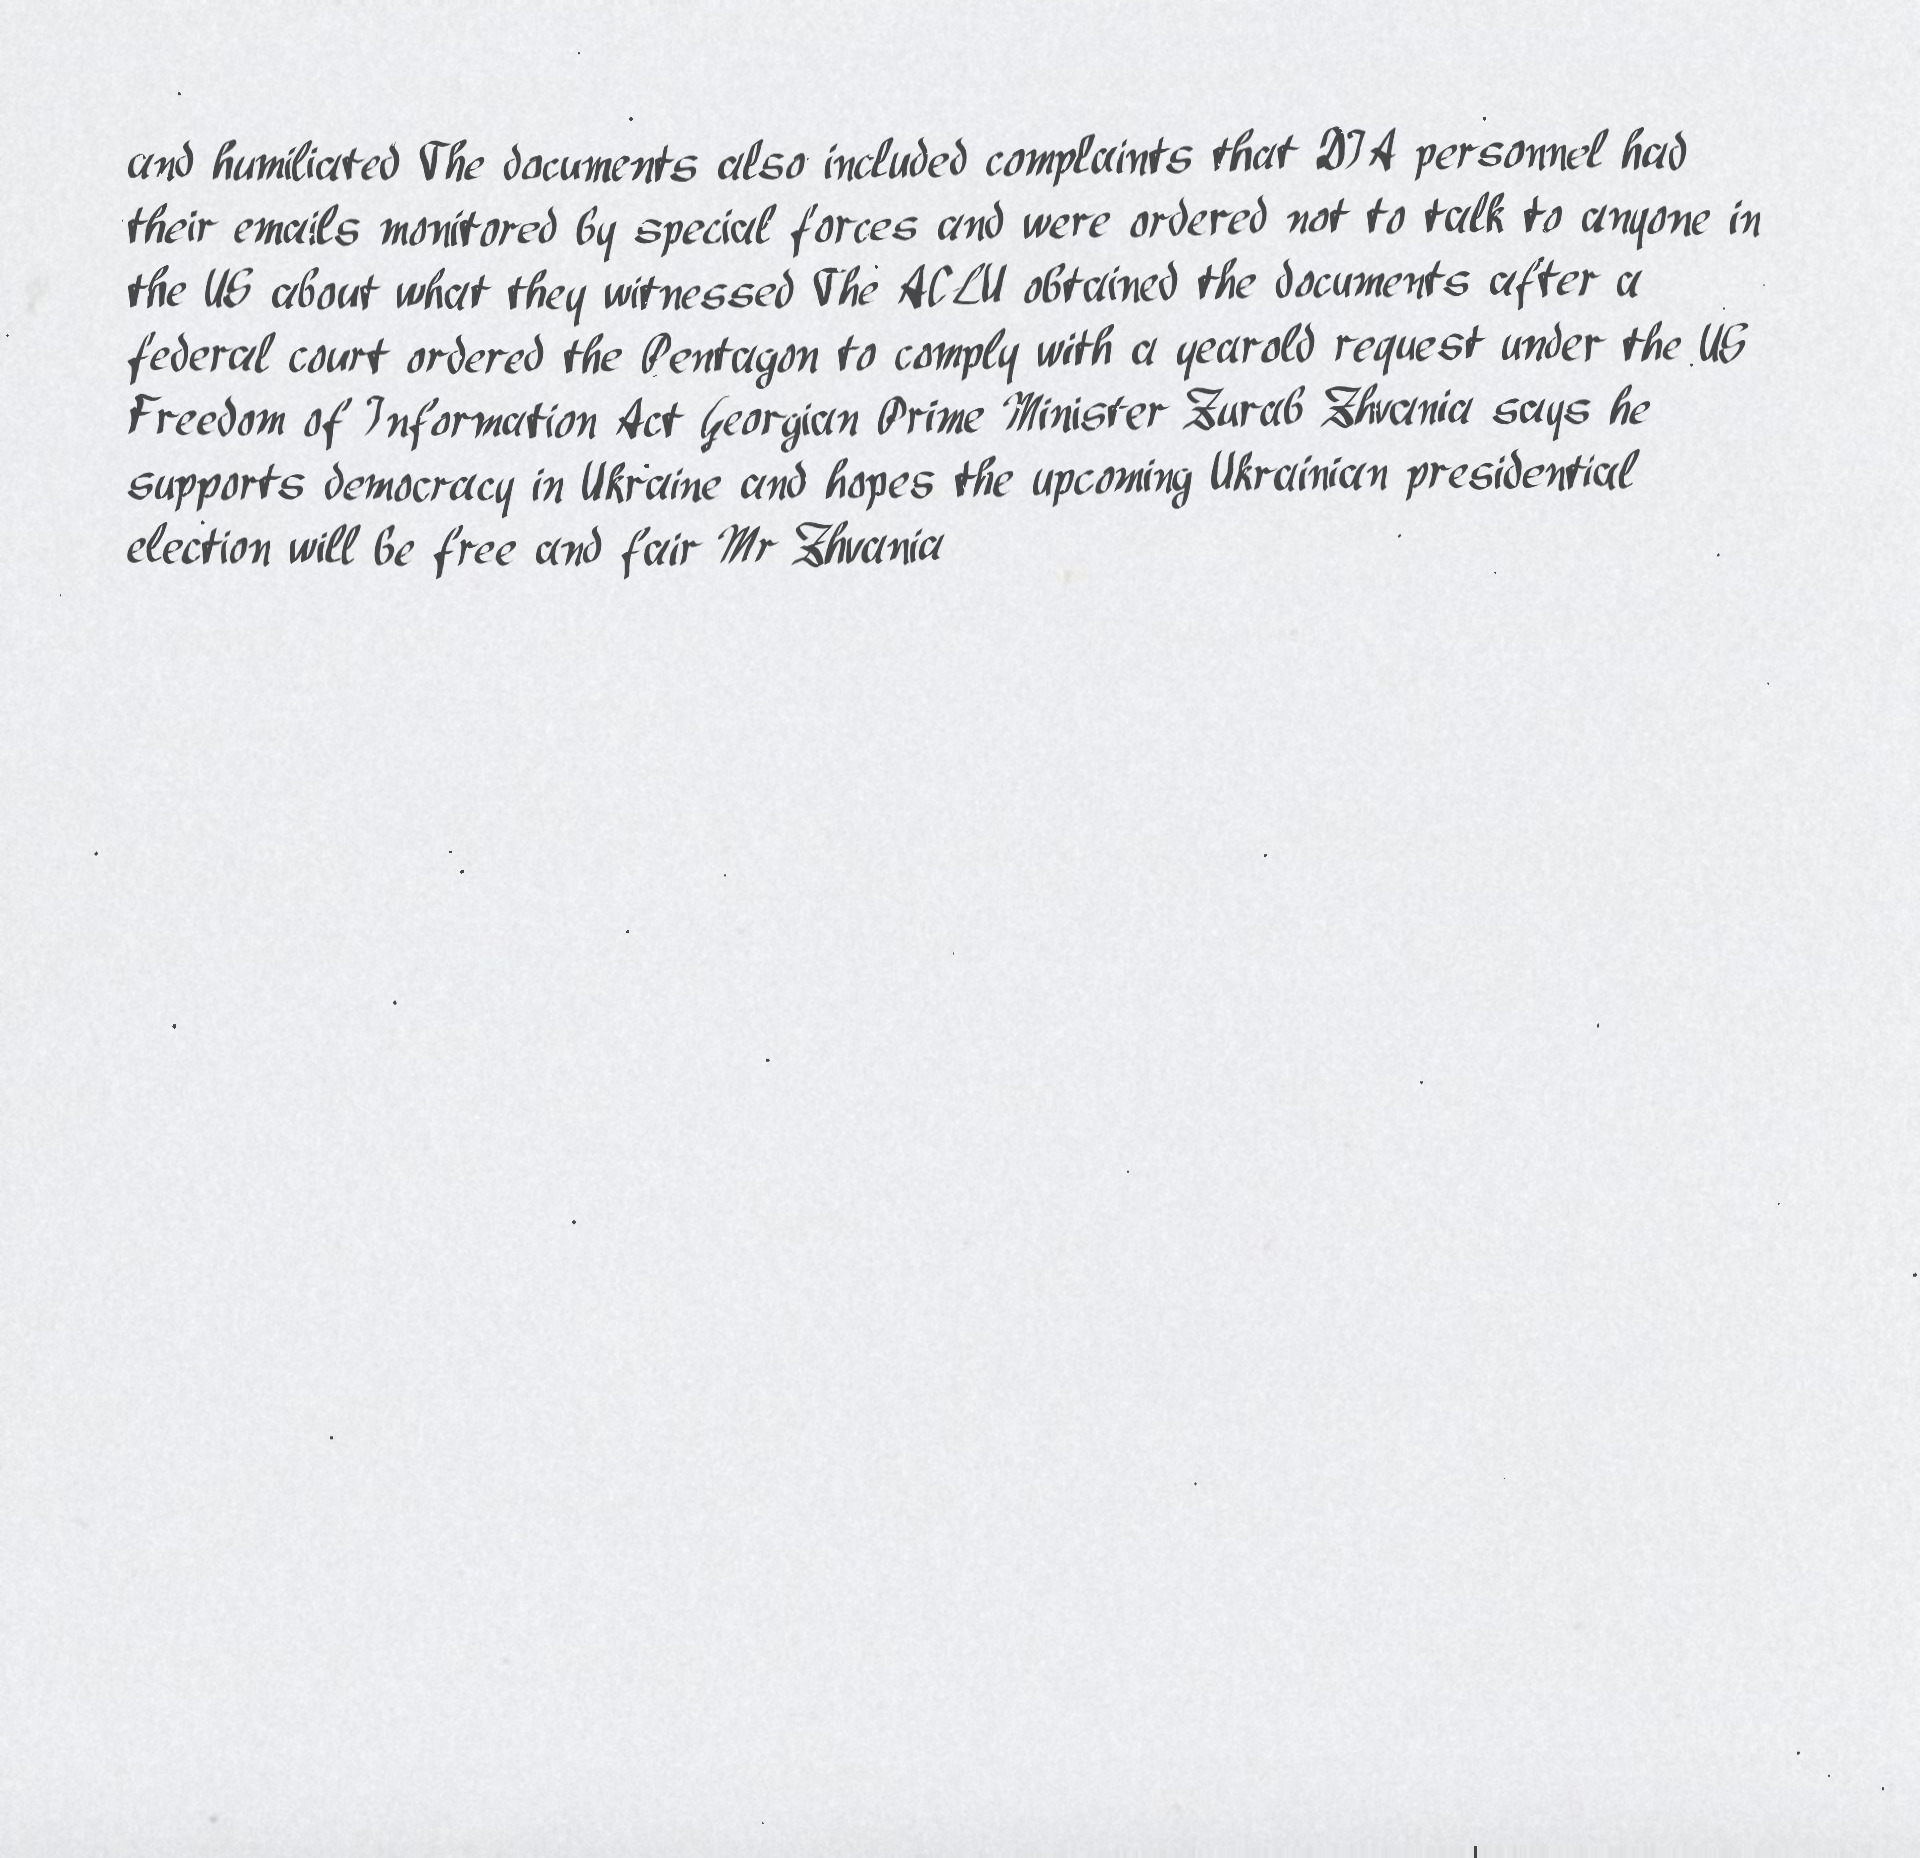 and humiliated The documents also included complaints that DIA personnel had
their emails monitored by special forces and were ordered not to talk to anyone in
the US about what they witnessed The ACLU obtained the documents after a
federal court ordered the Pentagon to comply with a yearold request under the US
Freedom of Information Act Georgian Prime Minister Zurab Zhvania says he
supports democracy in Ukraine and hopes the upcoming Ukrainian presidential
election will be free and fair Mr Zhvania